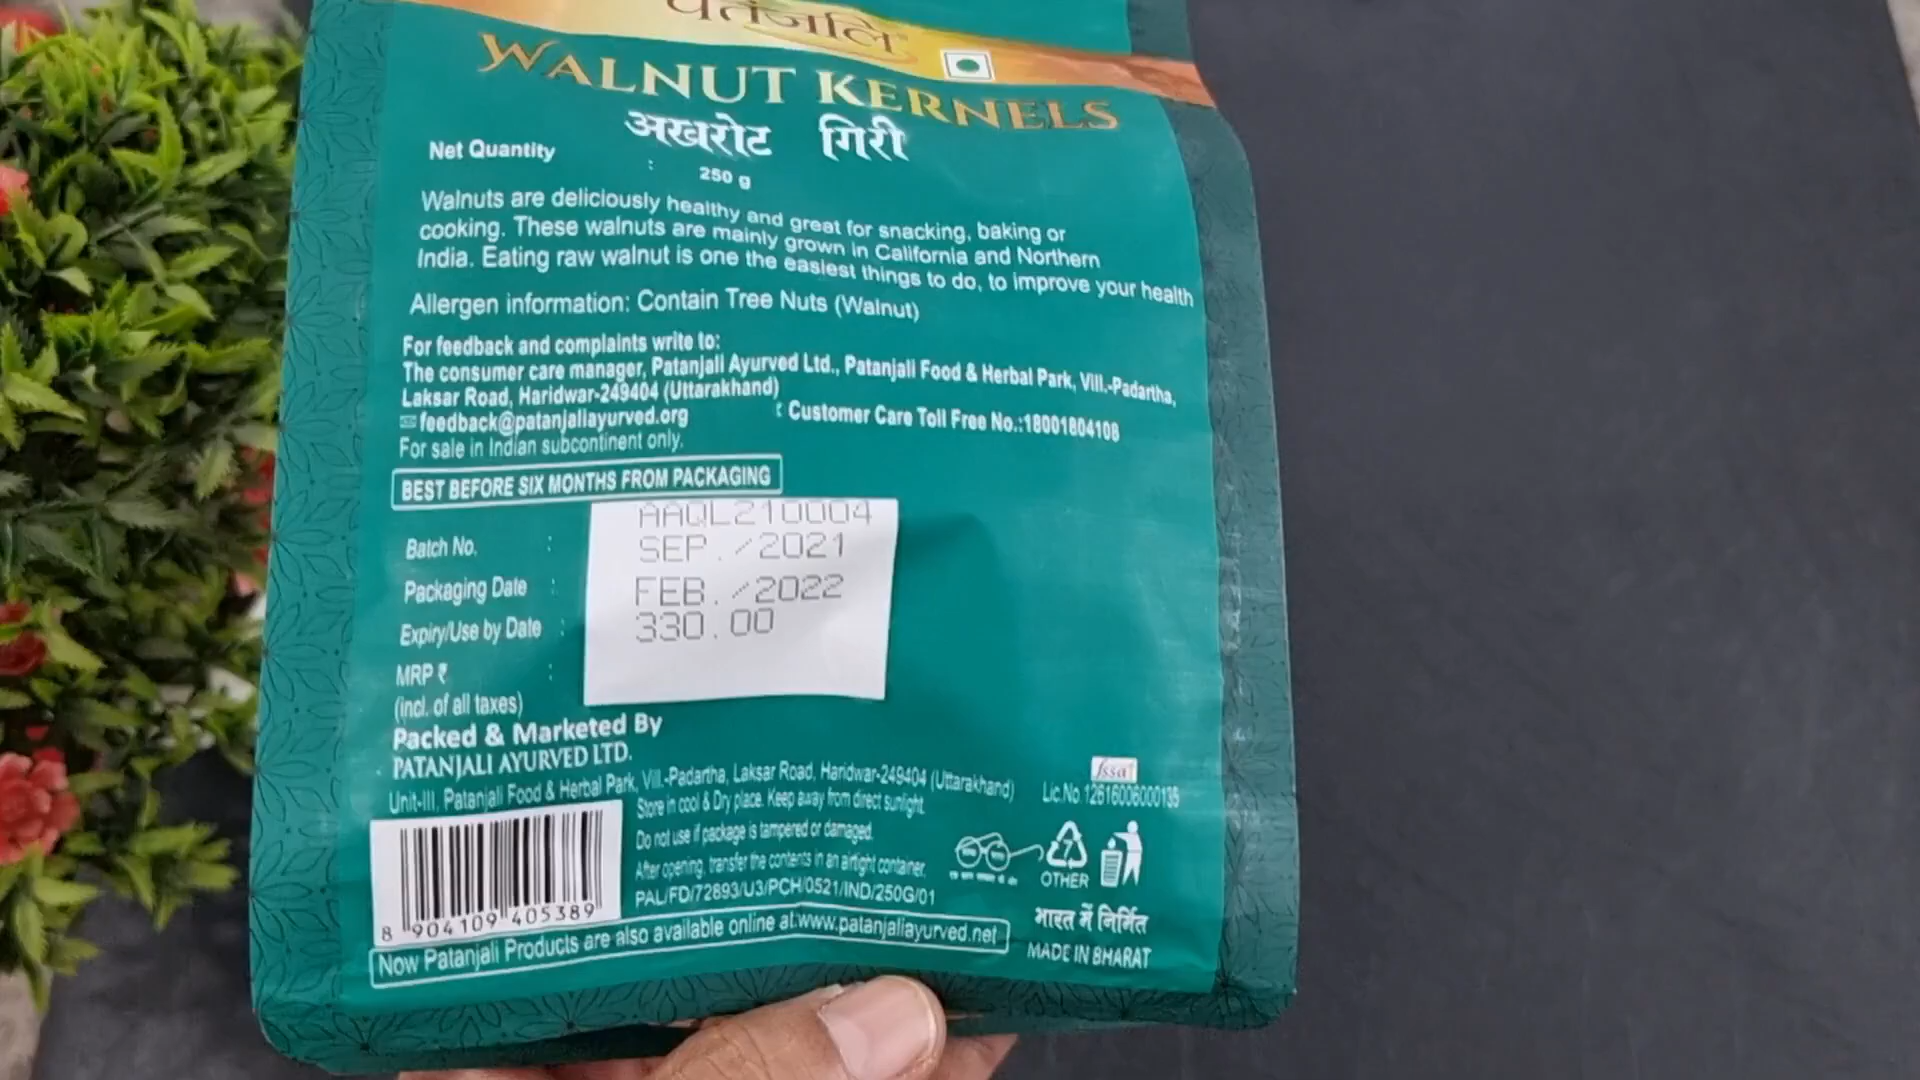 पतंजलि
WALNUT KERNELS
अखरोट गिरी
Net Quantity : 250 g
Walnuts are deliciously healthy and great for snacking, baking or
cooking. These walnuts are mainly grown in California and Northern
India. Eating raw walnut is one the easiest things to do, to improve your health
Allergen information: Contain Tree Nuts (Walnut)
For feedback and complaints write to:
The consumer care manager, Patanjali Ayurved Ltd., Patanjali Food & Herbal Park, Vill.-Padartha,
Laksar Road, Haridwar-249404 (Uttarakhand)
feedback@patanjaliayurved.org Customer Care Toll Free No.:18001804108
For sale in Indian subcontinent only.
BEST BEFORE SIX MONTHS FROM PACKAGING
AAQL210004
Batch No. : SEP./2021
Packaging Date : FEB./2022
Expiry/Use by Date : 330.00
MRP ₹ :
(incl. of all taxes)
Packed & Marketed By
PATANJALI AYURVED LTD.
Unit-III, Patanjali Food & Herbal Park, Vill.-Padartha, Laksar Road, Haridwar-249404 (Uttarakhand)
fssai
Lic.No.12616006000135
Store in cool & Dry place. Keep away from direct sunlight.
Do not use if package is tampered or damaged.
After opening, transfer the contents in an airtight container.
PAL/FD/72893/U3/PCH/0521/IND/250G/01
7
OTHER
8 904109 405389
Now Patanjali Products are also available online at:www.patanjaliayurved.net
भारत में निर्मित
MADE IN BHARAT